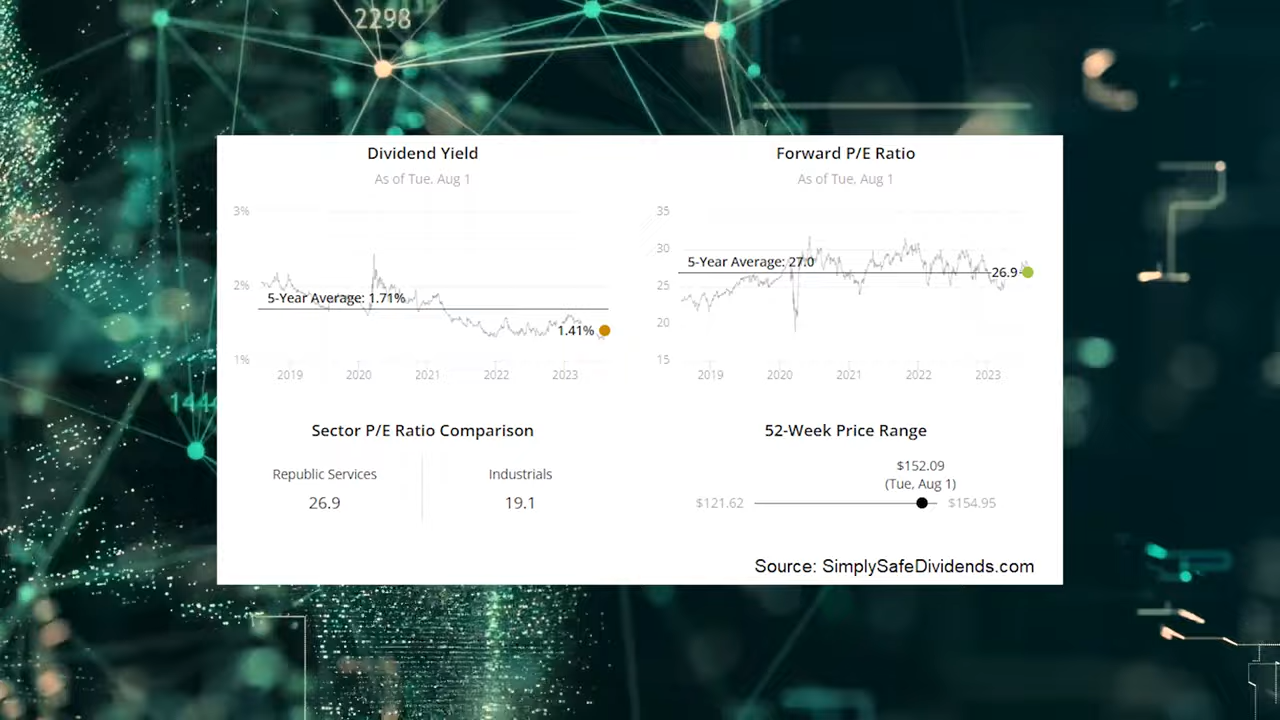 2298
144
Dividend Yield
As of Tue, Aug 1
3%
2%
1%
5-Year Average: 1.71%
1.41%
2019 2020 2021 2022 2023
Forward P/E Ratio
As of Tue, Aug 1
35
30
25
20
15
5-Year Average: 27.0
26.9
2019 2020 2021 2022 2023
Sector P/E Ratio Comparison
Republic Services
26.9
Industrials
19.1
52-Week Price Range
$152.09
(Tue, Aug 1)
$121.62
$154.95
Source: SimplySafeDividends.com